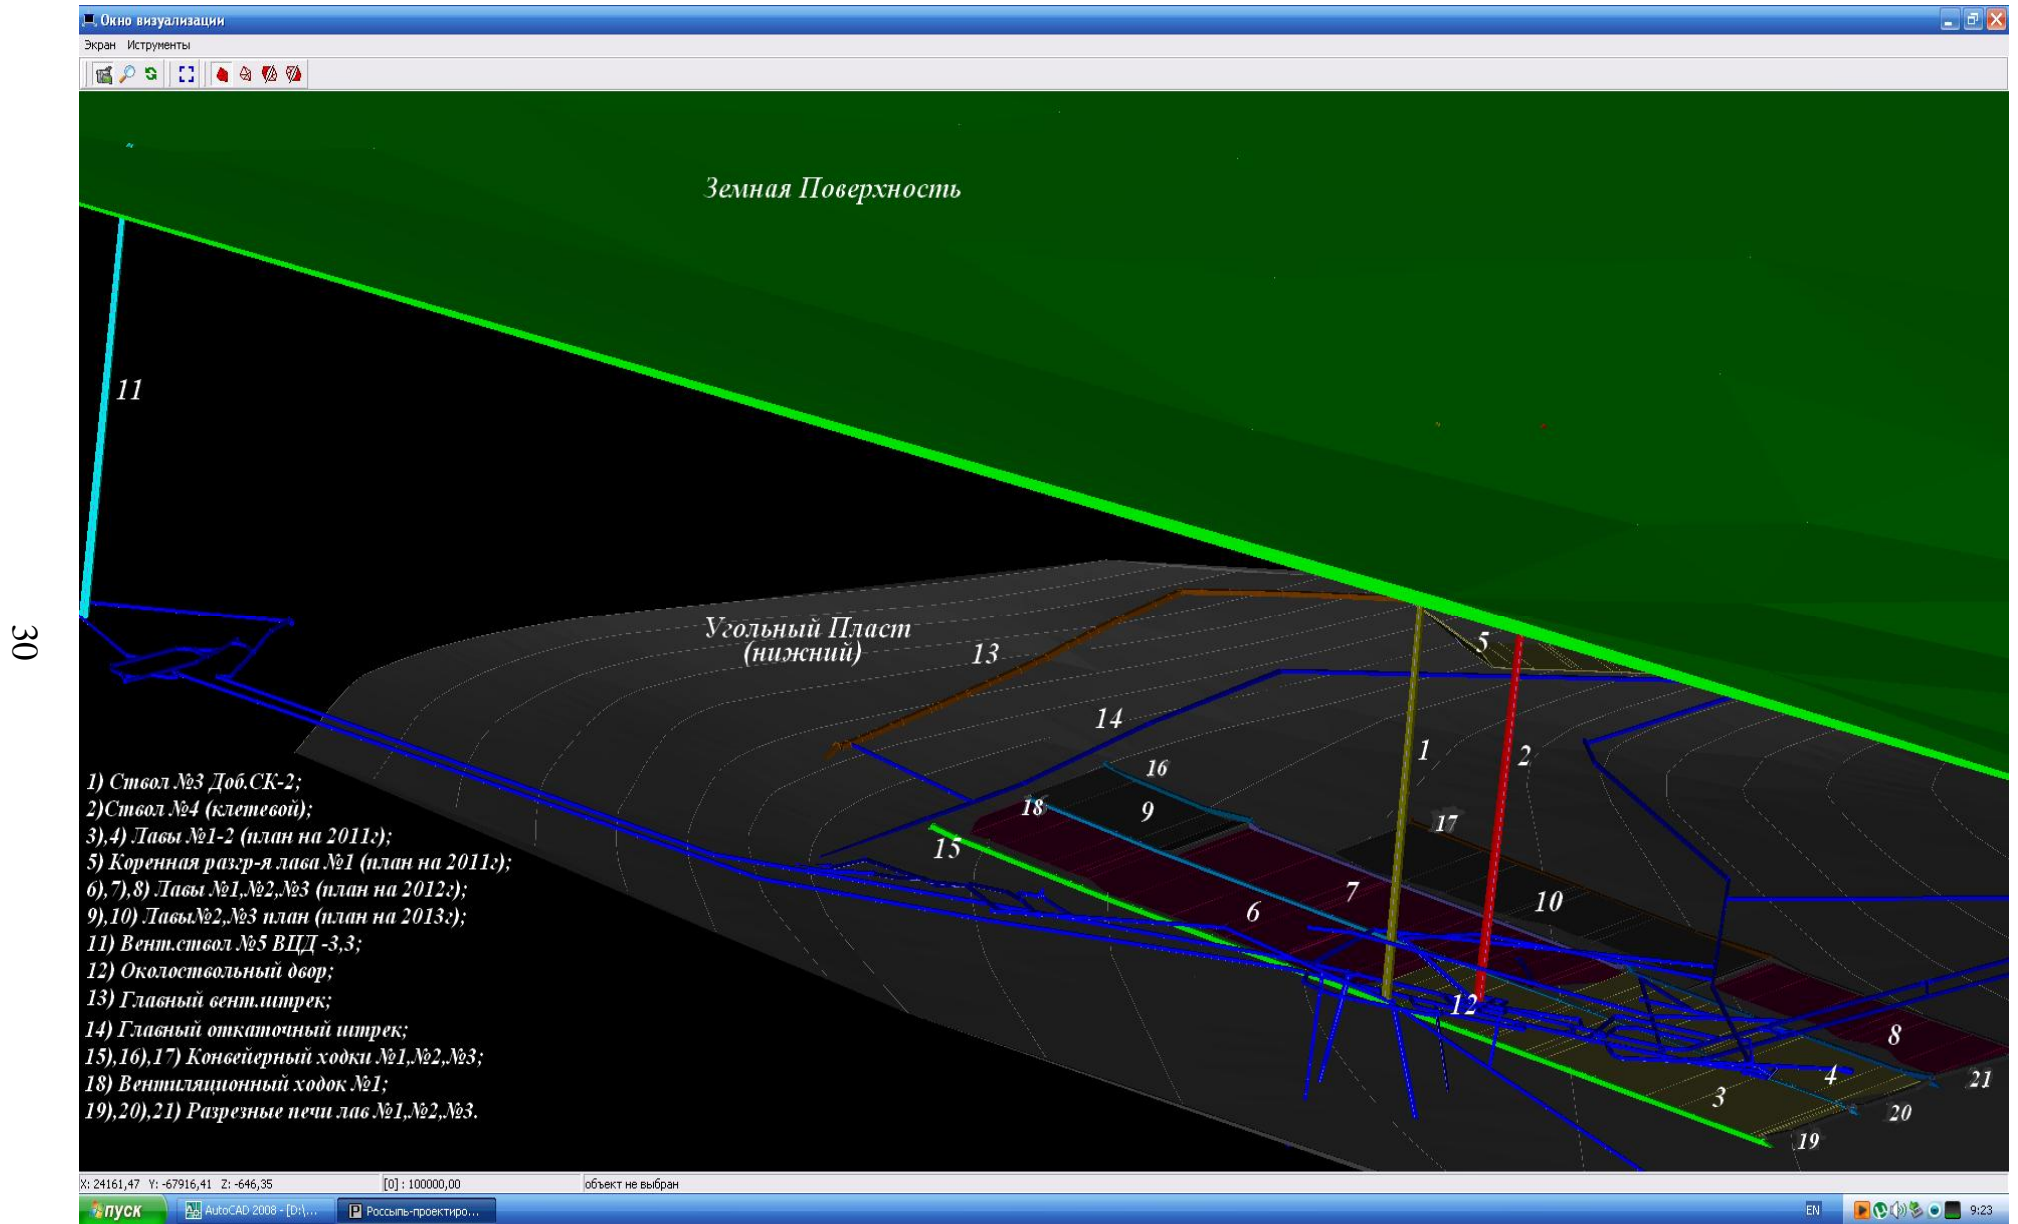 Окно визуализации
Экран Иструменты
Земная Поверхность
11
Угольный Пласт
(нижний)
13
5
14
1
2
16
18
9
17
15
7
6
10
12
8
4
3
21
20
19
1) Ствол №3 Доб.СК-2;
2)Ствол №4 (клетевой);
3),4) Лавы №1-2 (план на 2011г);
5) Коренная разгр-я лава №1 (план на 2011г);
6),7),8) Лавы №1,№2,№3 (план на 2012г);
9),10) Лавы№2,№3 план (план на 2013г);
11) Вент.ствол №5 ВЦД -3,3;
12) Околоствольный двор;
13) Главный вент.штрек;
14) Главный откаточный штрек;
15),16),17) Конвейерный ходки №1,№2,№3;
18) Вентиляционный ходок №1;
19),20),21) Разрезные печи лав №1,№2,№3.
X: 24161,47 Y: -67916,41 Z: -646,35 [0] : 100000,00 объект не выбран
пуск AutoCAD 2008 - [D:\... Россыпь-проектиро... EN 9:23
30